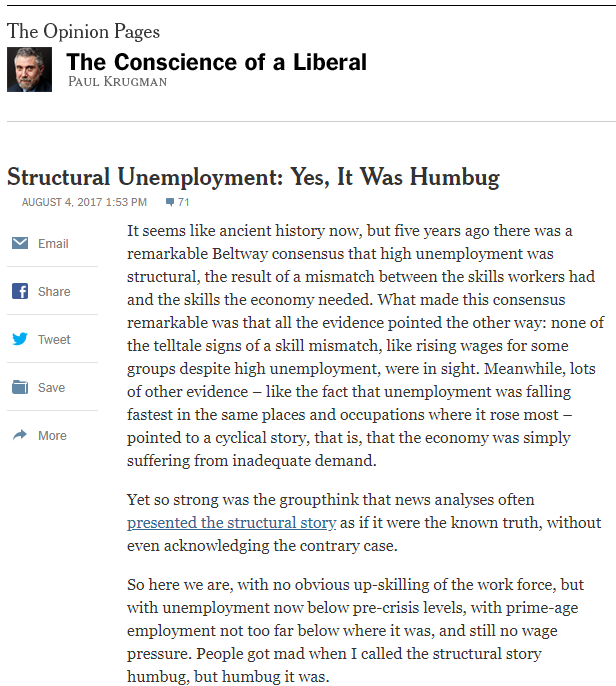 The Opinion Pages
The Conscience of a Liberal
PAUL KRUGMAN
Structural Unemployment: Yes, It Was Humbug
AUGUST 4, 2017 1:53 PM 71
Email
Share
Tweet
Save
More
It seems like ancient history now, but five years ago there was a
remarkable Beltway consensus that high unemployment was
structural, the result of a mismatch between the skills workers had
and the skills the economy needed. What made this consensus
remarkable was that all the evidence pointed the other way: none of
the telltale signs of a skill mismatch, like rising wages for some
groups despite high unemployment, were in sight. Meanwhile, lots
of other evidence – like the fact that unemployment was falling
fastest in the same places and occupations where it rose most –
pointed to a cyclical story, that is, that the economy was simply
suffering from inadequate demand.
Yet so strong was the groupthink that news analyses often
presented the structural story as if it were the known truth, without
even acknowledging the contrary case.
So here we are, with no obvious up-skilling of the work force, but
with unemployment now below pre-crisis levels, with prime-age
employment not too far below where it was, and still no wage
pressure. People got mad when I called the structural story
humbug, but humbug it was.